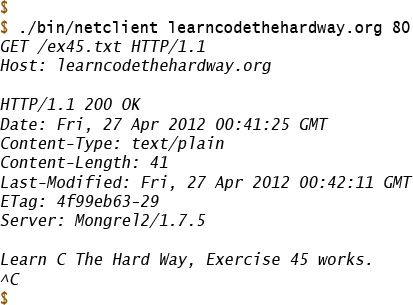 $
$ ./bin/netclient learncodethehardway.org 80
GET /ex45.txt HTTP/1.1
Host: learncodethehardway.org

HTTP/1.1 200 OK
Date: Fri, 27 Apr 2012 00:41:25 GMT
Content-Type: text/plain
Content-Length: 41
Last-Modified: Fri, 27 Apr 2012 00:42:11 GMT
ETag: 4f99eb63-29
Server: Mongrel2/1.7.5

Learn C The Hard Way, Exercise 45 works.
^C
$